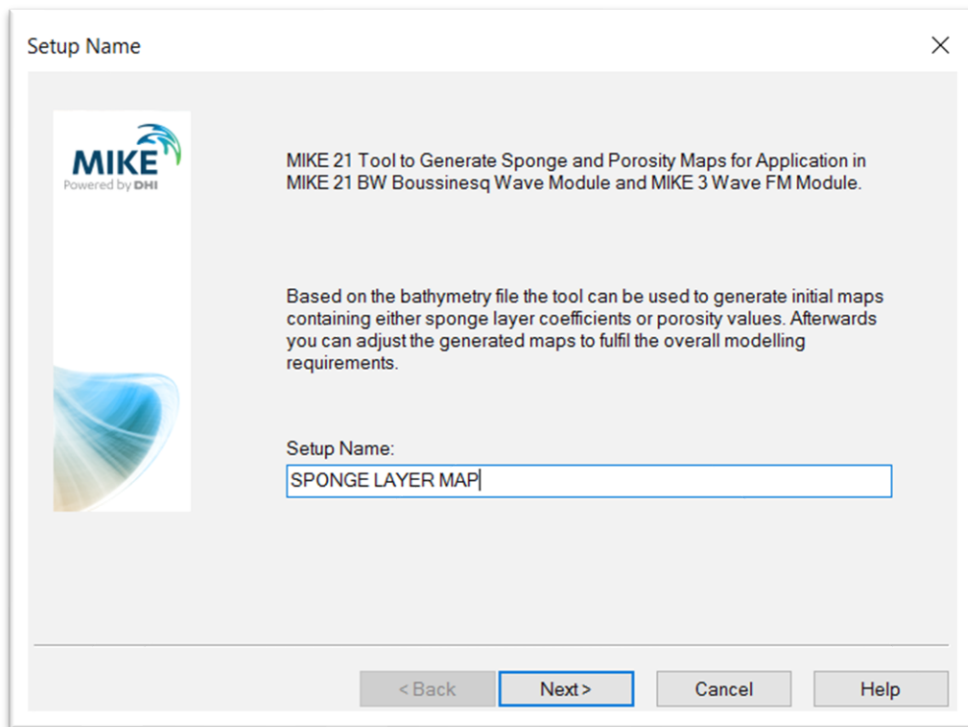 Setup Name
MIKE
Powered by DHI
MIKE 21 Tool to Generate Sponge and Porosity Maps for Application in
MIKE 21 BW Boussinesq Wave Module and MIKE 3 Wave FM Module.
Based on the bathymetry file the tool can be used to generate initial maps
containing either sponge layer coefficients or porosity values. Afterwards
you can adjust the generated maps to fulfil the overall modelling
requirements.
Setup Name:
SPONGE LAYER MAP
< Back Next > Cancel Help